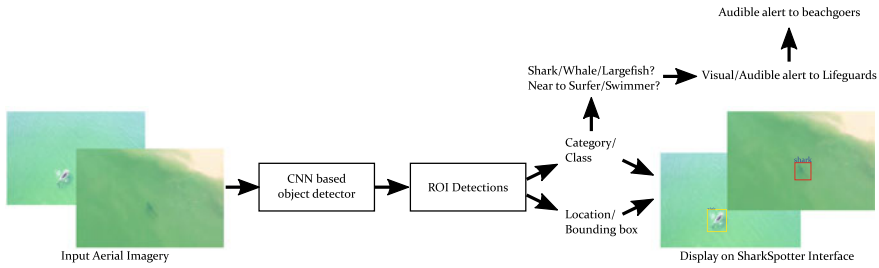 Audible alert to beachgoers
Shark/Whale/Largefish?
Near to Surfer/Swimmer?
Visual/Audible alert to Lifeguards
Category/
Class
CNN based
object detector
ROI Detections
Location/
Bounding box
shark
Input Aerial Imagery
Display on SharkSpotter Interface